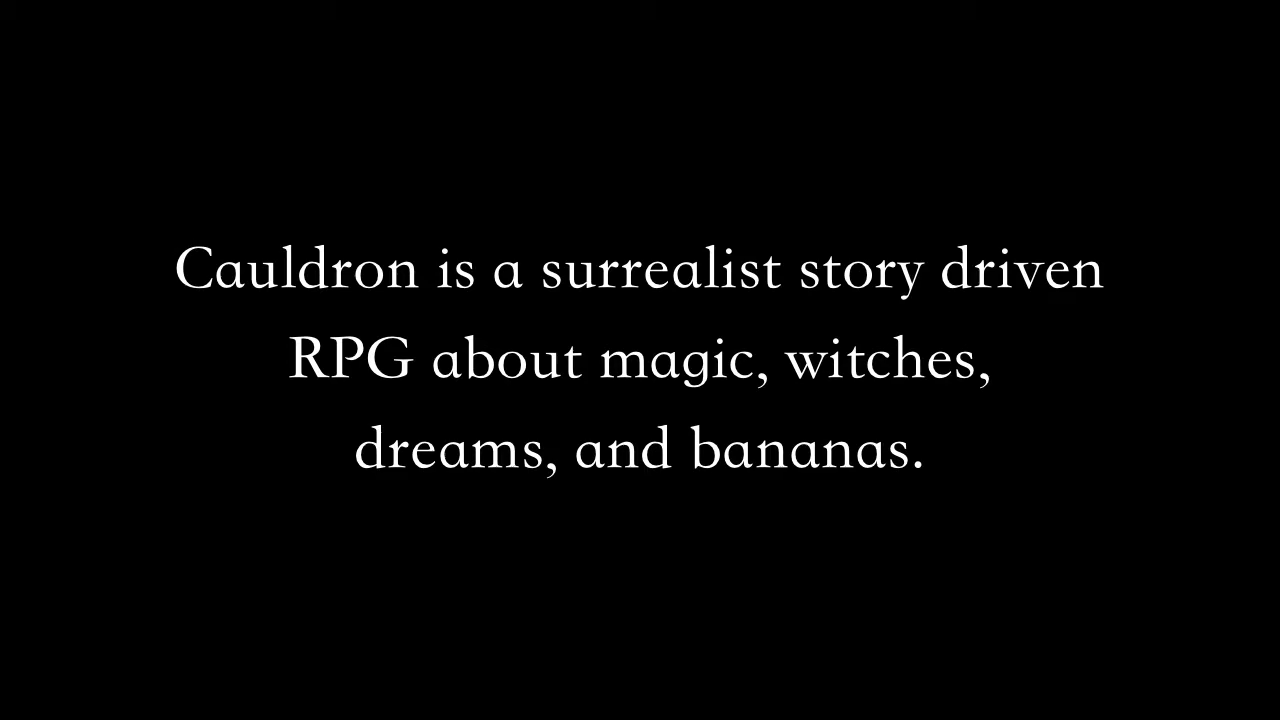 Cauldron is a surrealist story driven
RPG about magic, witches,
dreams, and bananas.